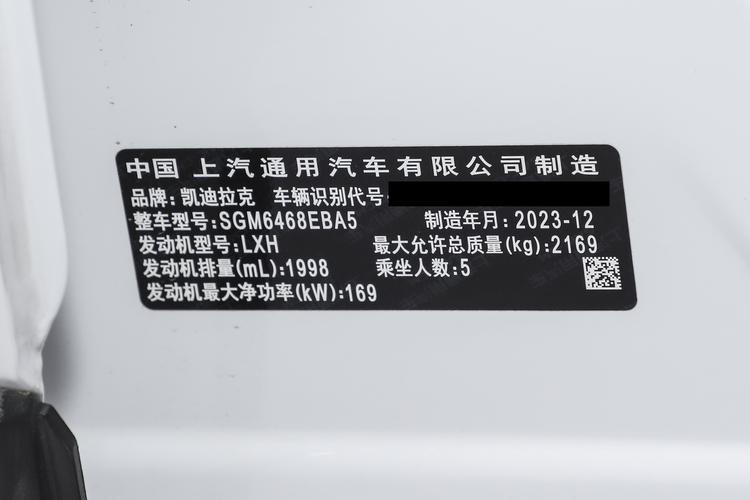 中国 上汽通用汽车有限公司制造
品牌:凯迪拉克 车辆识别代号
整车型号:SGM6468EBA5 制造年月:2023-12
发动机型号:LXH 最大允许总质量(kg):2169
发动机排量(mL):1998 乘坐人数:5
发动机最大净功率(kW):169